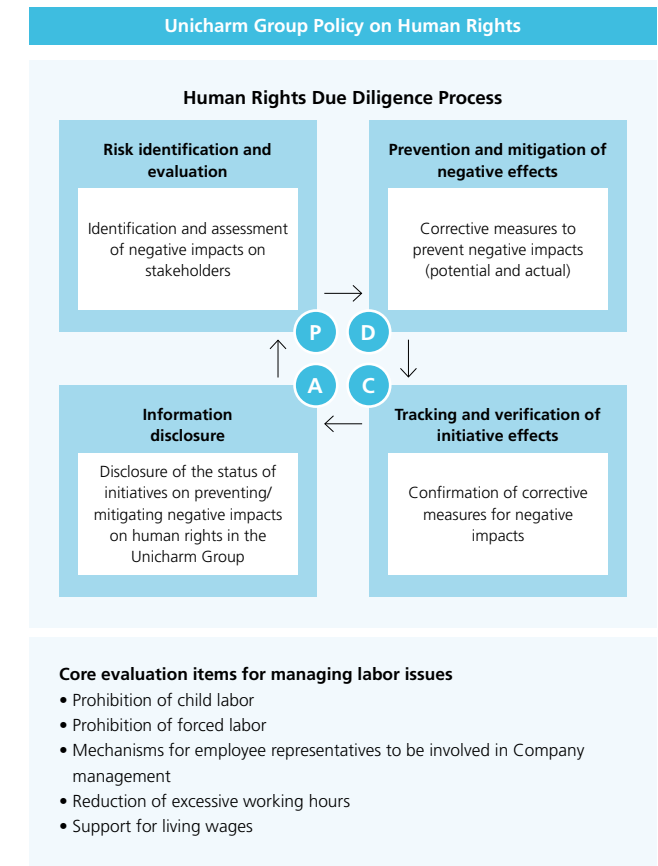 Unicharm Group Policy on Human Rights
Human Rights Due Diligence Process
Risk identification and
evaluation
Identification and assessment
of negative impacts on
stakeholders
Prevention and mitigation of
negative effects
Corrective measures to
prevent negative impacts
(potential and actual)
P
D
A
C
Information
disclosure
Disclosure of the status of
initiatives on preventing/
mitigating negative impacts
on human rights in the
Unicharm Group
Tracking and verification of
initiative effects
Confirmation of corrective
measures for negative
impacts
Core evaluation items for managing labor issues
• Prohibition of child labor
• Prohibition of forced labor
• Mechanisms for employee representatives to be involved in Company
management
• Reduction of excessive working hours
• Support for living wages